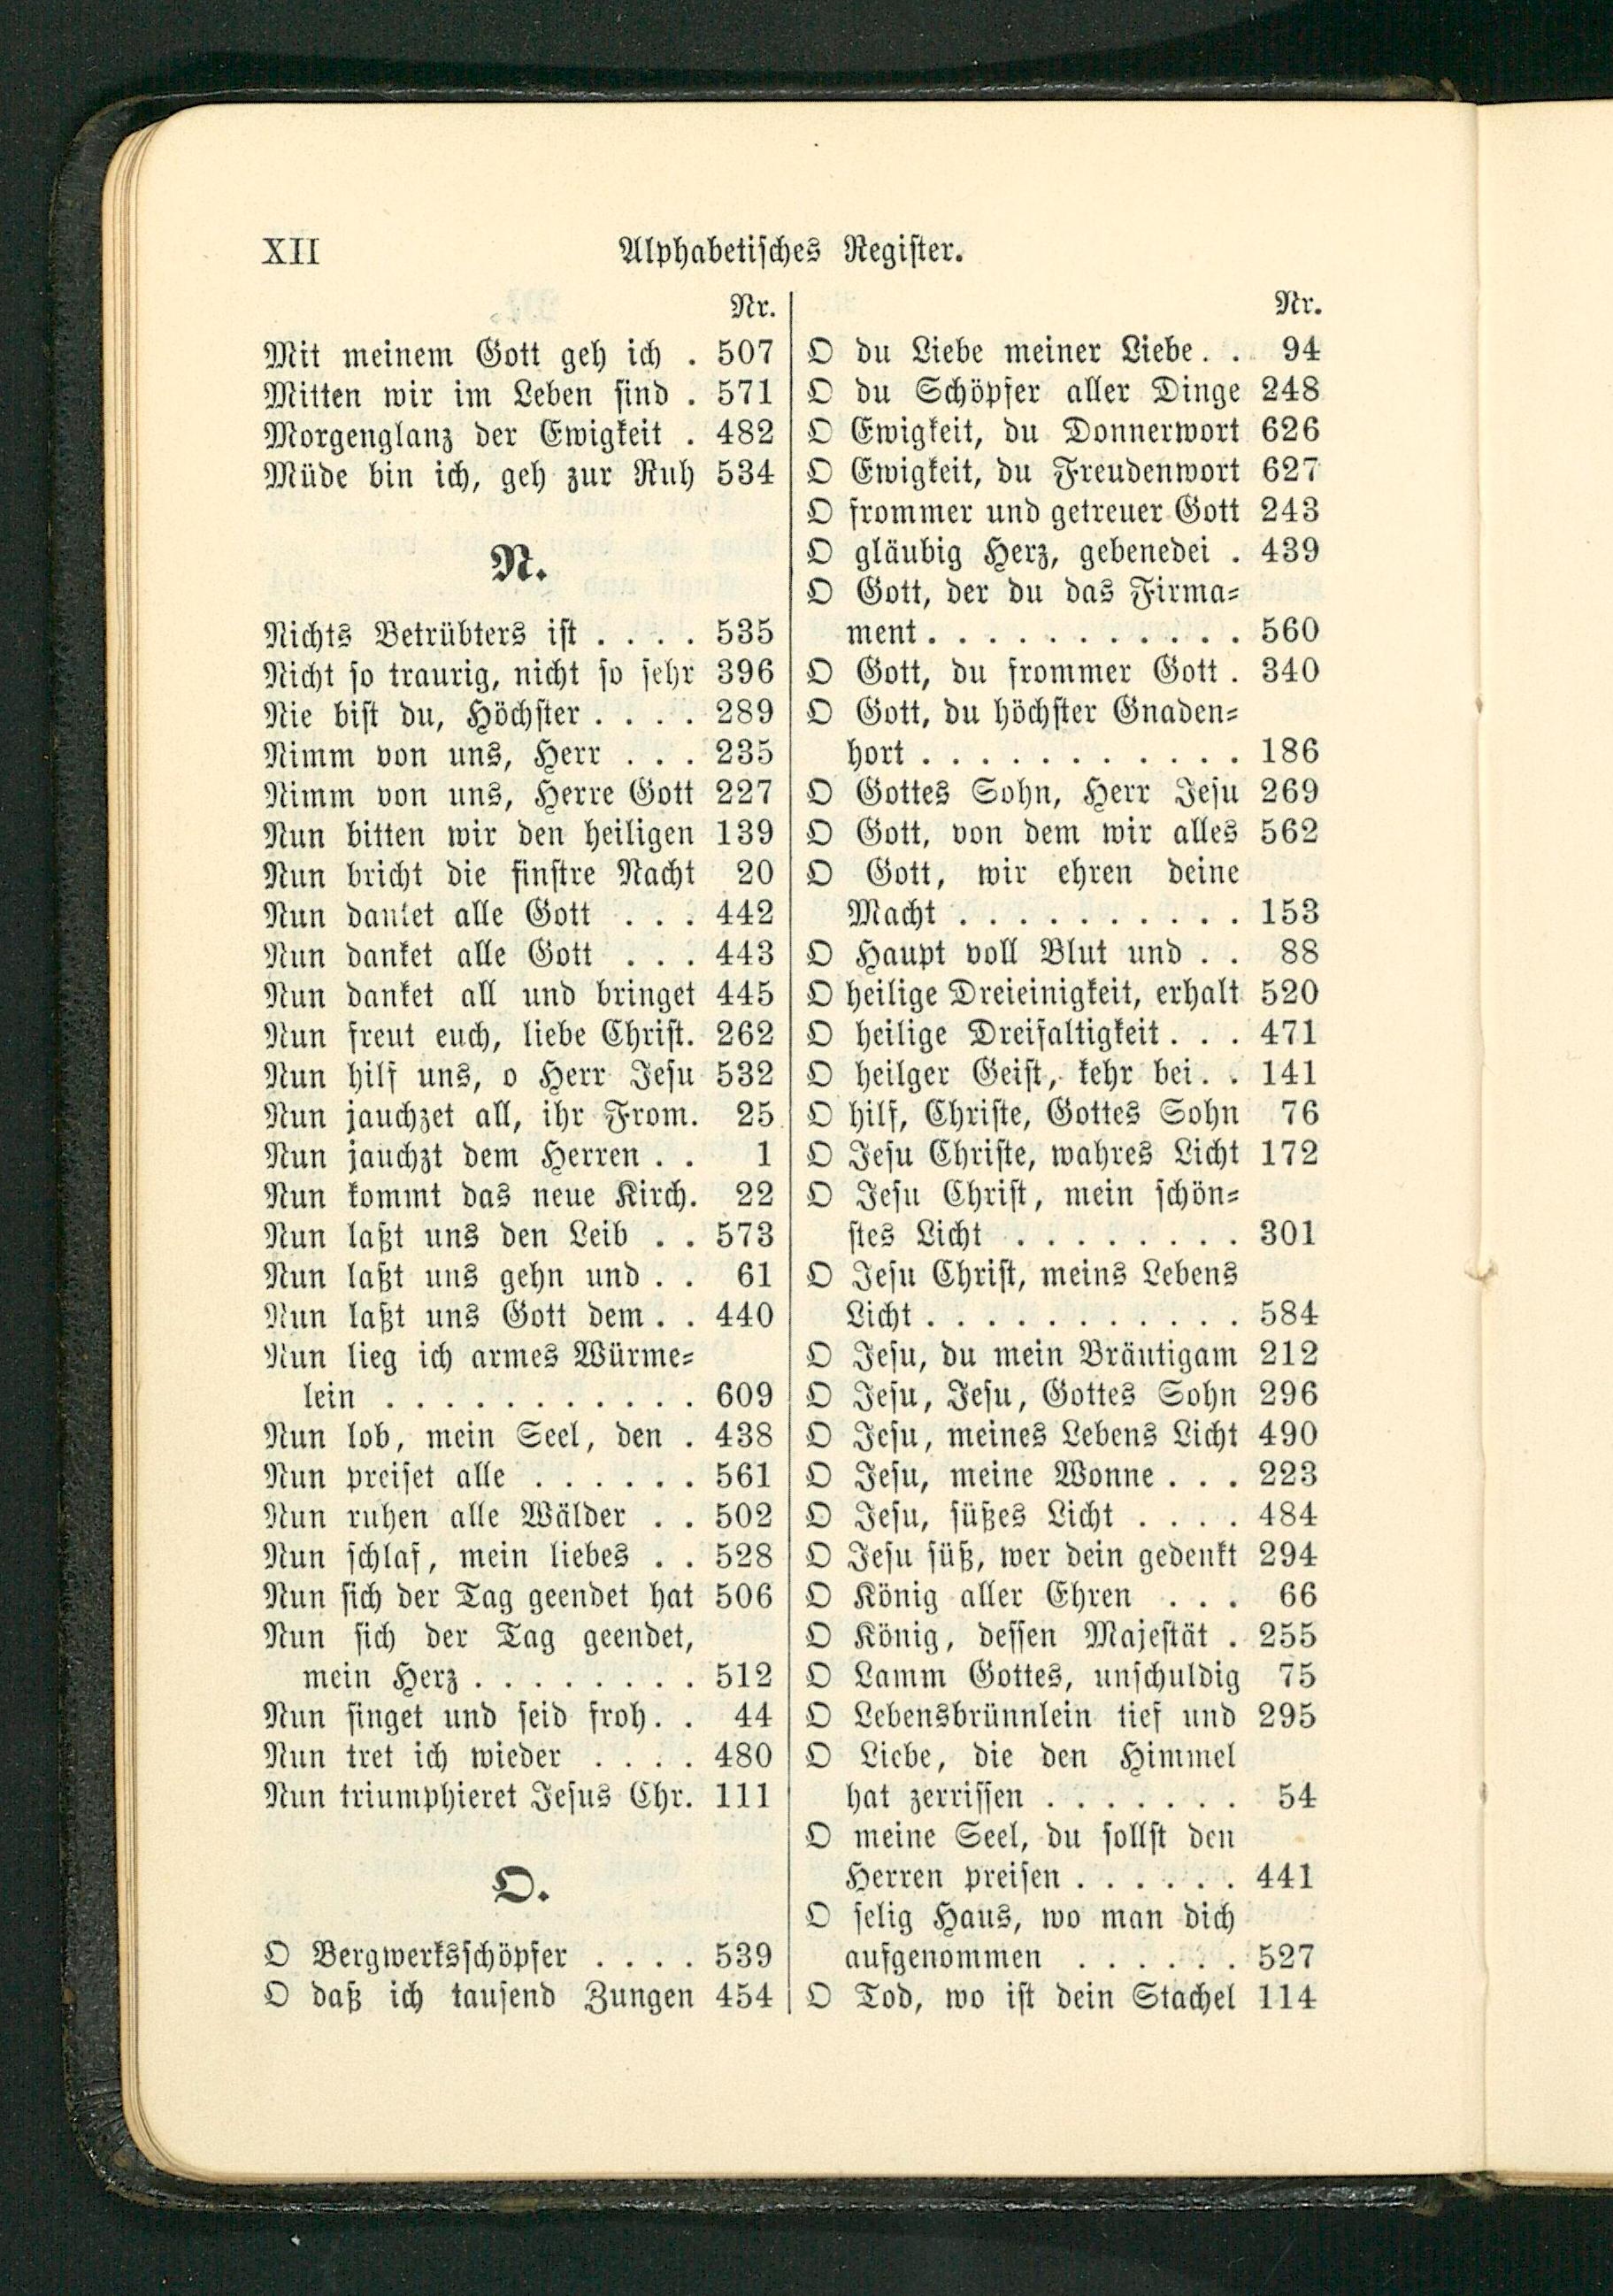 XII
Alphabetisches Register.
Nr.
Mit meinem Gott geh ich . 507
Mitten wir im Leben sind . 571
Morgenglanz der Ewigkeit . 482
Müde bin ich, geh zur Ruh 534
N.
Nichts Betrübters ist . . . . 535
Nicht so traurig, nicht so sehr 396
Nie bist du, Höchster . . . . 289
Nimm von uns, Herr . . . 235
Nimm von uns, Herre Gott 227
Nun bitten wir den heiligen 139
Nun bricht die finstre Nacht 20
Nun danket alle Gott . . . 442
Nun danket alle Gott . . . 443
Nun danket all und bringet 445
Nun freut euch, liebe Christ. 262
Nun hilf uns, o Herr Jesu 532
Nun jauchzet all, ihr From. 25
Nun jauchzt dem Herren . . 1
Nun kommt das neue Kirch. 22
Nun laßt uns den Leib . . 573
Nun laßt uns gehn und . . 61
Nun laßt uns Gott dem . . 440
Nun lieg ich armes Würme-
lein . . . . . . . . . . . 609
Nun lob, mein Seel, den . 438
Nun preiset alle . . . . . . 561
Nun ruhen alle Wälder . . 502
Nun schlaf, mein liebes . . 528
Nun sich der Tag geendet hat 506
Nun sich der Tag geendet,
mein Herz . . . . . . . . 512
Nun singet und seid froh. . 44
Nun tret ich wieder . . . . 480
Nun triumphieret Jesus Chr. 111
O.
O Bergwerksschöpfer . . . . 539
O daß ich tausend Zungen 454
Nr.
O du Liebe meiner Liebe. . 94
O du Schöpfer aller Dinge 248
O Ewigkeit, du Donnerwort 626
O Ewigkeit, du Freudenwort 627
O frommer und getreuer Gott 243
O gläubig Herz, gebenedei . 439
O Gott, der du das Firma-
ment . . . . . . . . . . . 560
O Gott, du frommer Gott . 340
O Gott, du höchster Gnaden-
hort . . . . . . . . . . . 186
O Gottes Sohn, Herr Jesu 269
O Gott, von dem wir alles 562
O Gott, wir ehren deine
Macht . . . . . . . . . . 153
O Haupt voll Blut und . . 88
O heilige Dreieinigkeit, erhalt 520
O heilige Dreifaltigkeit . . . 471
O heilger Geist, kehr bei. . 141
O hilf, Christe, Gottes Sohn 76
O Jesu Christe, wahres Licht 172
O Jesu Christ, mein schön-
stes Licht . . . . . . . . 301
O Jesu Christ, meins Lebens
Licht . . . . . . . . . . . 584
O Jesu, du mein Bräutigam 212
O Jesu, Jesu, Gottes Sohn 296
O Jesu, meines Lebens Licht 490
O Jesu, meine Wonne . . . 223
O Jesu, süßes Licht . . . . 484
O Jesu süß, wer dein gedenkt 294
O König aller Ehren . . . 66
O König, dessen Majestät . 255
O Lamm Gottes, unschuldig 75
O Lebensbrünnlein tief und 295
O Liebe, die den Himmel
hat zerrissen . . . . . . . 54
O meine Seel, du sollst den
Herren preisen . . . . . . 441
O selig Haus, wo man dich
aufgenommen . . . . . . 527
O Tod, wo ist dein Stachel 114